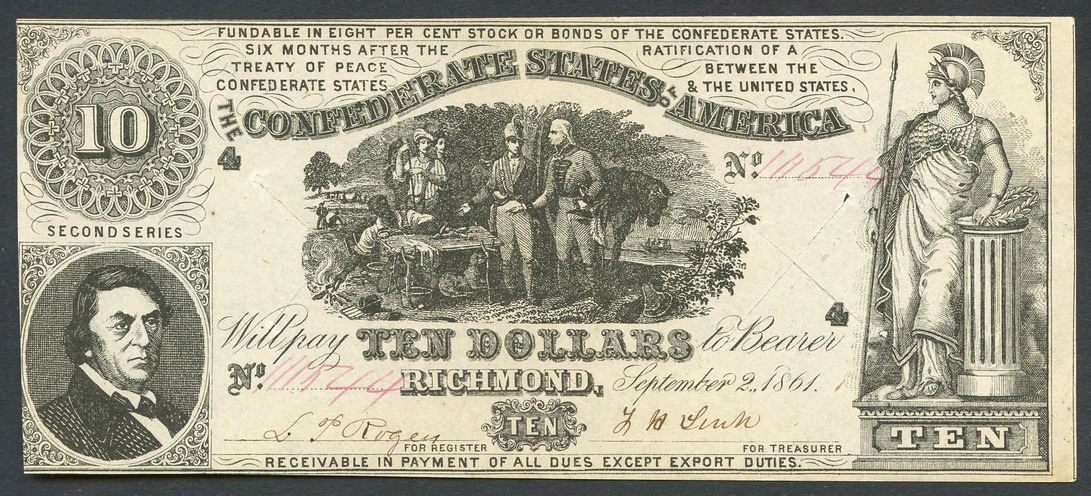 FUNDABLE IN EIGHT PER CENT STOCK OR BONDS OF THE CONFEDERATE STATES.
SIX MONTHS AFTER THE RATIFICATION OF A
TREATY OF PEACE BETWEEN THE
CONFEDERATE STATES & THE UNITED STATES.
THE CONFEDERATE STATES OF AMERICA
10
4
No
SECOND SERIES
4
Will pay TEN DOLLARS to Bearer
No
RICHMOND, September 2, 1861.
TEN
FOR REGISTER FOR TREASURER
TEN
RECEIVABLE IN PAYMENT OF ALL DUES EXCEPT EXPORT DUTIES.